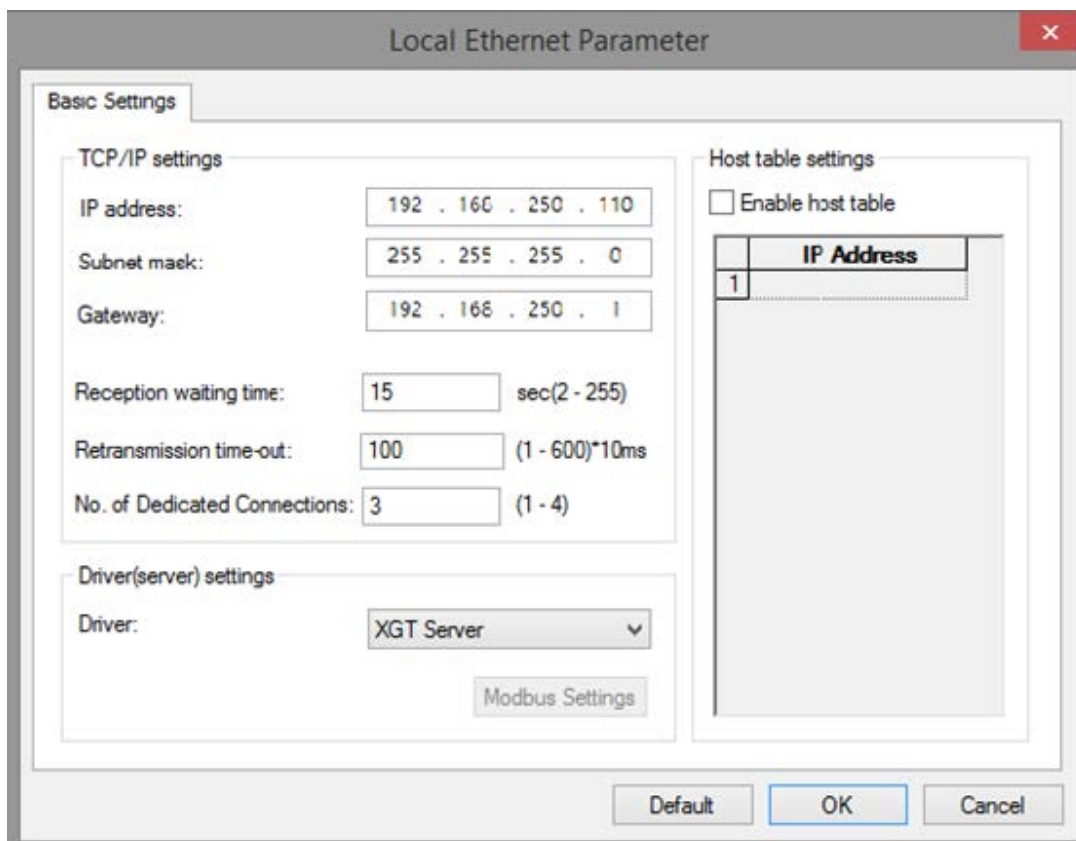 Local Ethernet Parameter
Basic Settings
TCP/IP settings
IP address: 192 . 168 . 250 . 110
Subnet mask: 255 . 255 . 255 . 0
Gateway: 192 . 168 . 250 . 1
Reception waiting time: 15 sec(2 - 255)
Retransmission time-out: 100 (1 - 600)*10ms
No. of Dedicated Connections: 3 (1 - 4)
Driver(server) settings
Driver: XGT Server
Modbus Settings
Host table settings
Enable host table
IP Address
1
Default OK Cancel